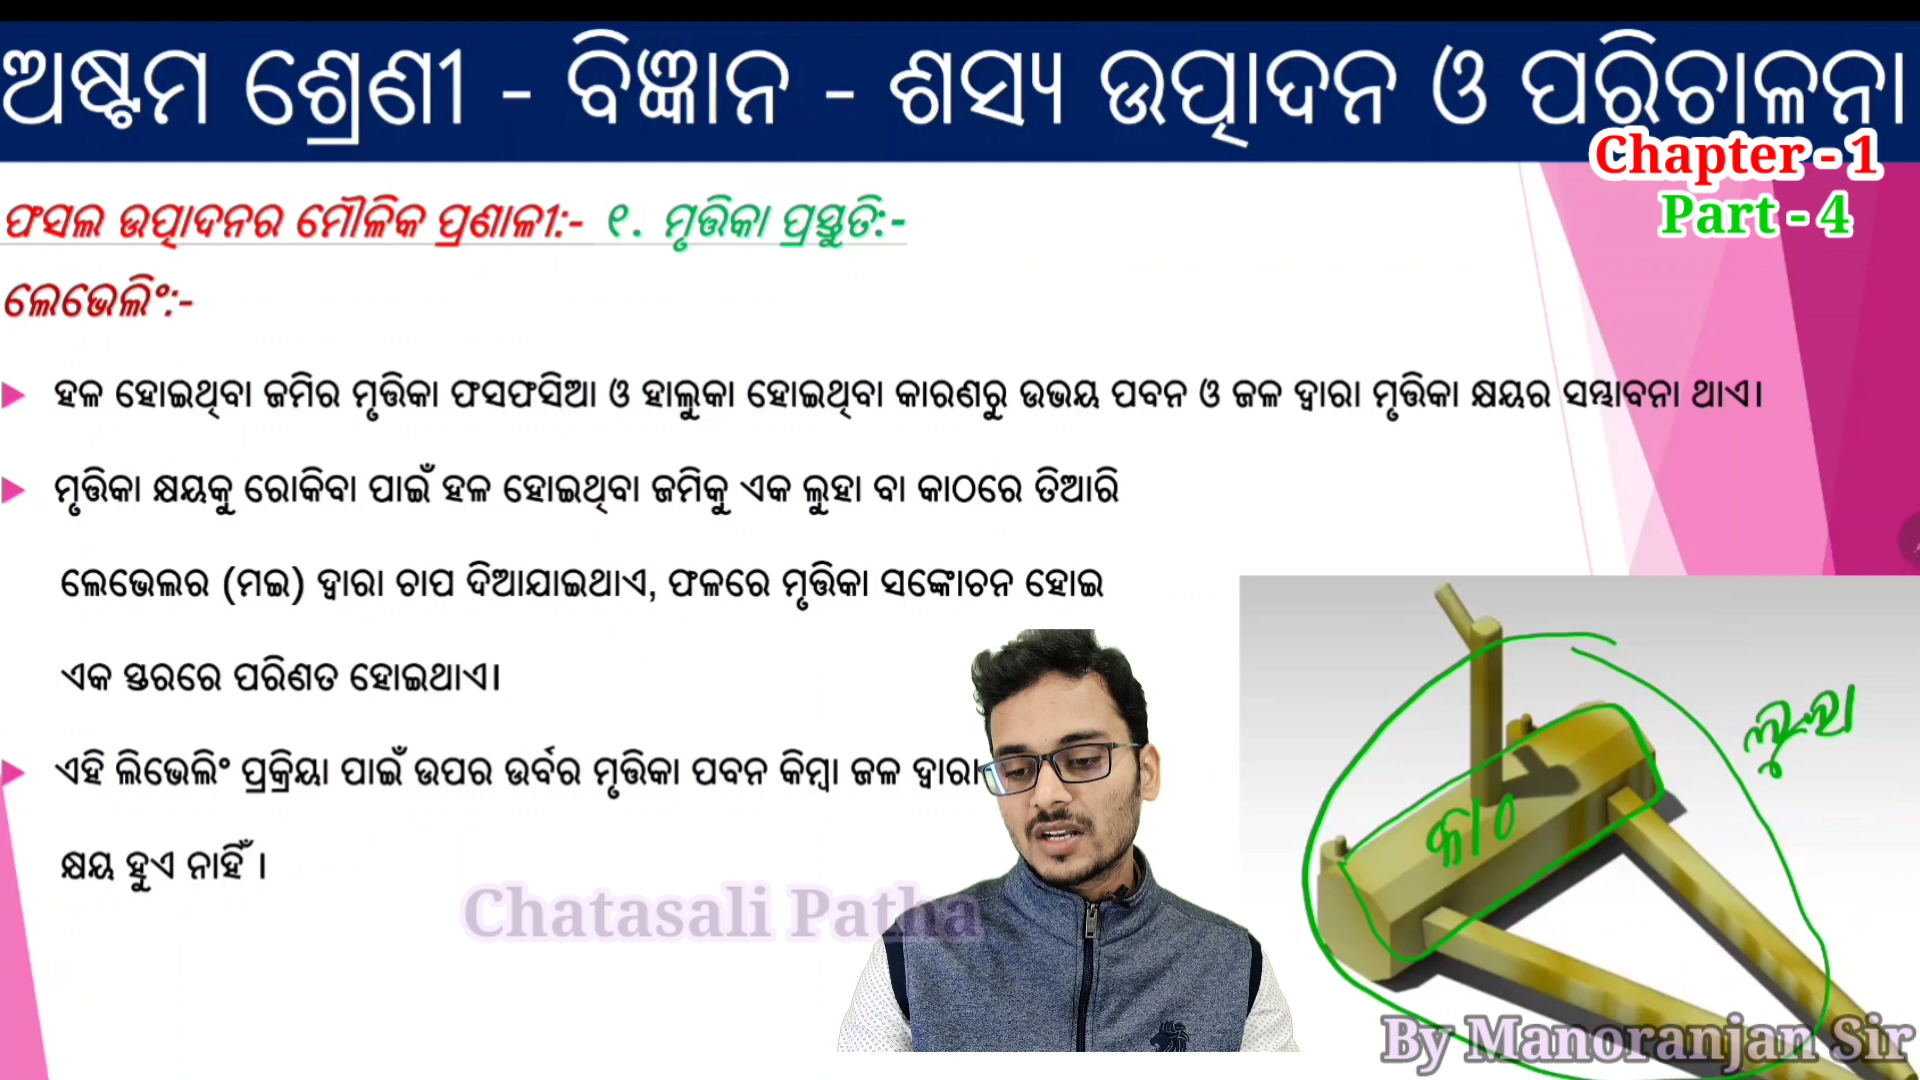 ଅଷ୍ଟମ ଶ୍ରେଣୀ - ବିଜ୍ଞାନ - ଶସ୍ୟ ଉତ୍ପାଦନ ଓ ପରିଚାଳନା
Chapter - 1
Part - 4
ଫସଲ ଉତ୍ପାଦନର ମୌଳିକ ପ୍ରଣାଳୀ:- ୧. ମୃତ୍ତିକା ପ୍ରସ୍ତୁତି:-
ଲେଭେଲିଂ:-
ହଳ ହୋଇଥିବା ଜମିର ମୃତ୍ତିକା ଫସଫସିଆ ଓ ହାଲୁକା ହୋଇଥିବା କାରଣରୁ ଉଭୟ ପବନ ଓ ଜଳ ଦ୍ୱାରା ମୃତ୍ତିକା କ୍ଷୟର ସମ୍ଭାବନା ଥାଏ।
ମୃତ୍ତିକା କ୍ଷୟକୁ ରୋକିବା ପାଇଁ ହଳ ହୋଇଥିବା ଜମିକୁ ଏକ ଲୁହା ବା କାଠରେ ତିଆରି
ଲେଭେଲର (ମଇ) ଦ୍ୱାରା ଚାପ ଦିଆଯାଇଥାଏ, ଫଳରେ ମୃତ୍ତିକା ସଙ୍କୋଚନ ହୋଇ
ଏକ ସ୍ତରରେ ପରିଣତ ହୋଇଥାଏ।
ଏହି ଲିଭେଲିଂ ପ୍ରକ୍ରିୟା ପାଇଁ ଉପର ଉର୍ବର ମୃତ୍ତିକା ପବନ କିମ୍ବା ଜଳ ଦ୍ୱାରା
କ୍ଷୟ ହୁଏ ନାହିଁ ।
ଲୁହା
କାଠ
Chatasali Patha
By Manoranjan Sir